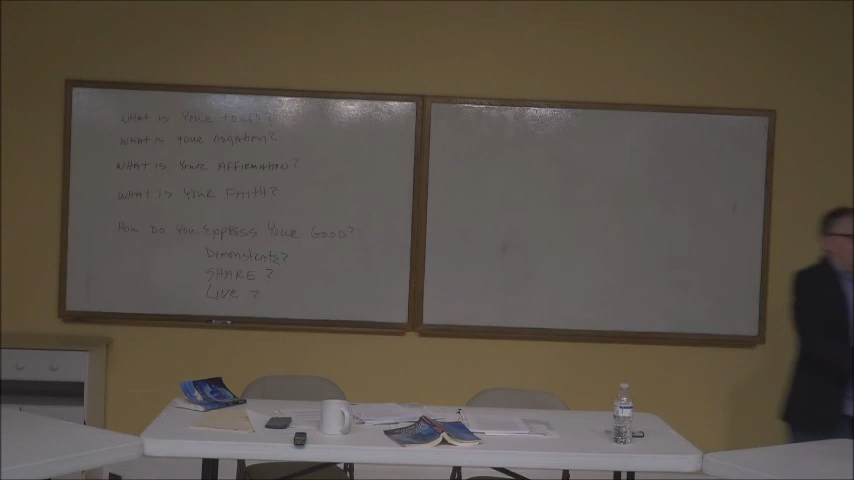 WHAT IS YOUR TRUTH?
WHAT IS YOUR NEGATION?
WHAT IS YOUR AFFIRMATION?
WHAT IS YOUR FAITH?
HOW DO YOU EXPRESS YOUR GOOD?
Demonstrate?
SHARE ?
LIVE ?